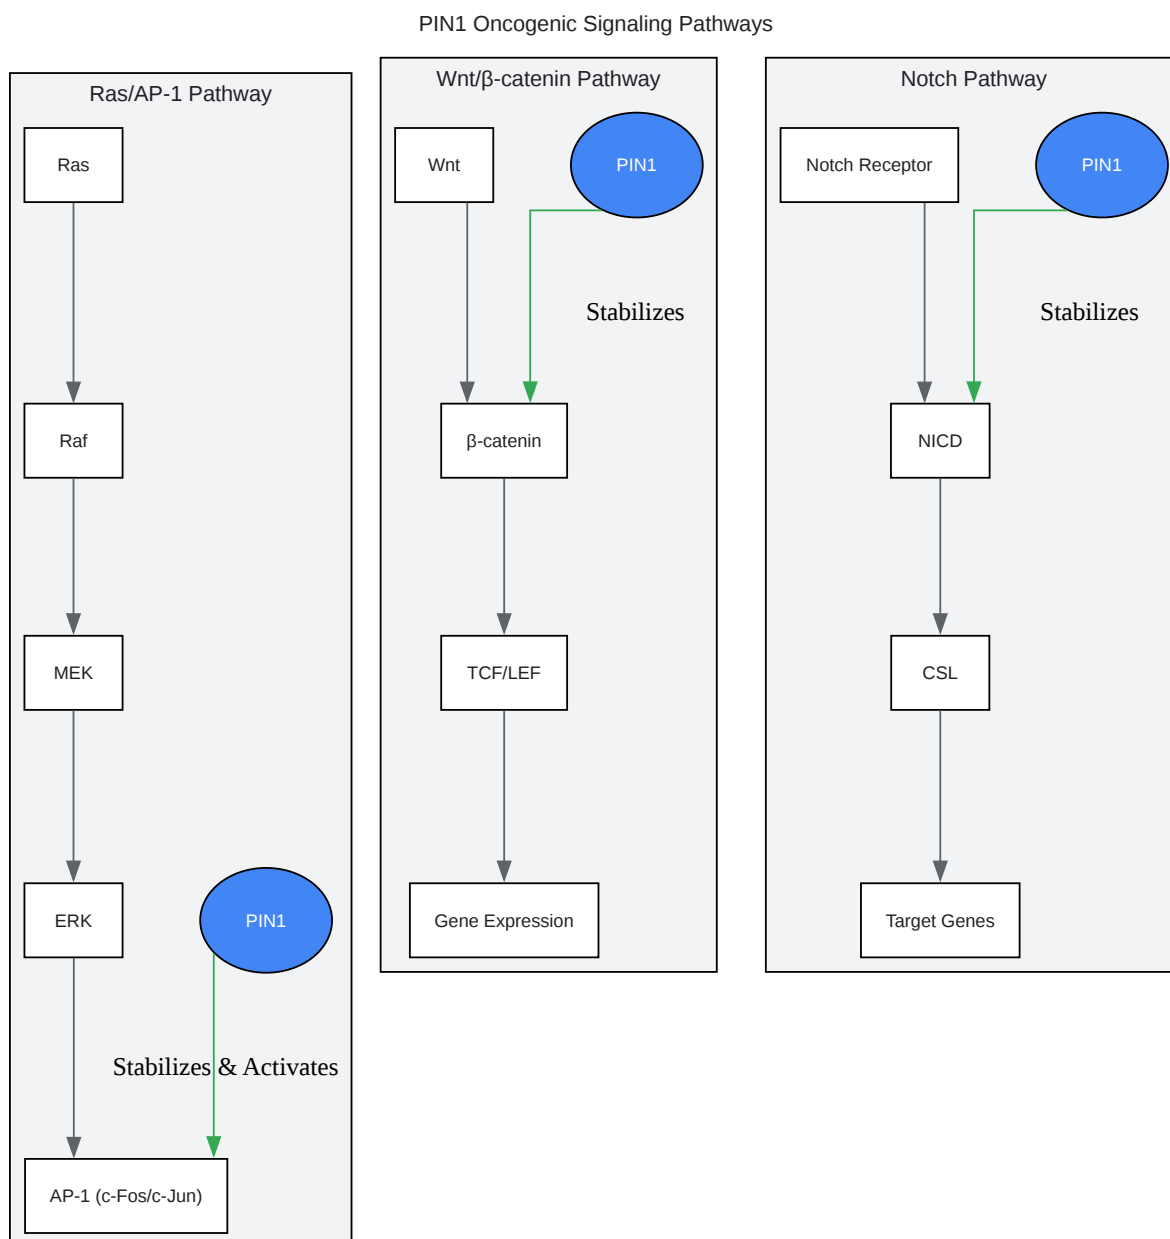 PIN1 Oncogenic Signaling Pathways
Ras/AP-1 Pathway
Ras
Raf
MEK
ERK
PIN1
Stabilizes & Activates
AP-1 (c-Fos/c-Jun)
Wnt/β-catenin Pathway
Wnt
PIN1
Stabilizes
β-catenin
TCF/LEF
Gene Expression
Notch Pathway
Notch Receptor
PIN1
Stabilizes
NICD
CSL
Target Genes